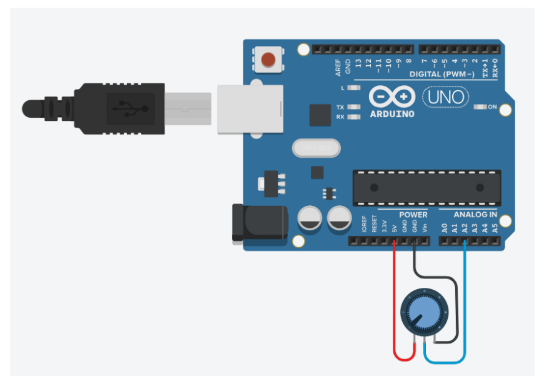 AREF
GND
13
12
~11
~10
~9
8
7
~6
~5
4
~3
2
TX→1
RX←0
DIGITAL (PWM~)
L
TX
RX
ARDUINO
UNO
ON
POWER
ANALOG IN
IOREF
RESET
3.3V
5V
GND
GND
Vin
A0
A1
A2
A3
A4
A5